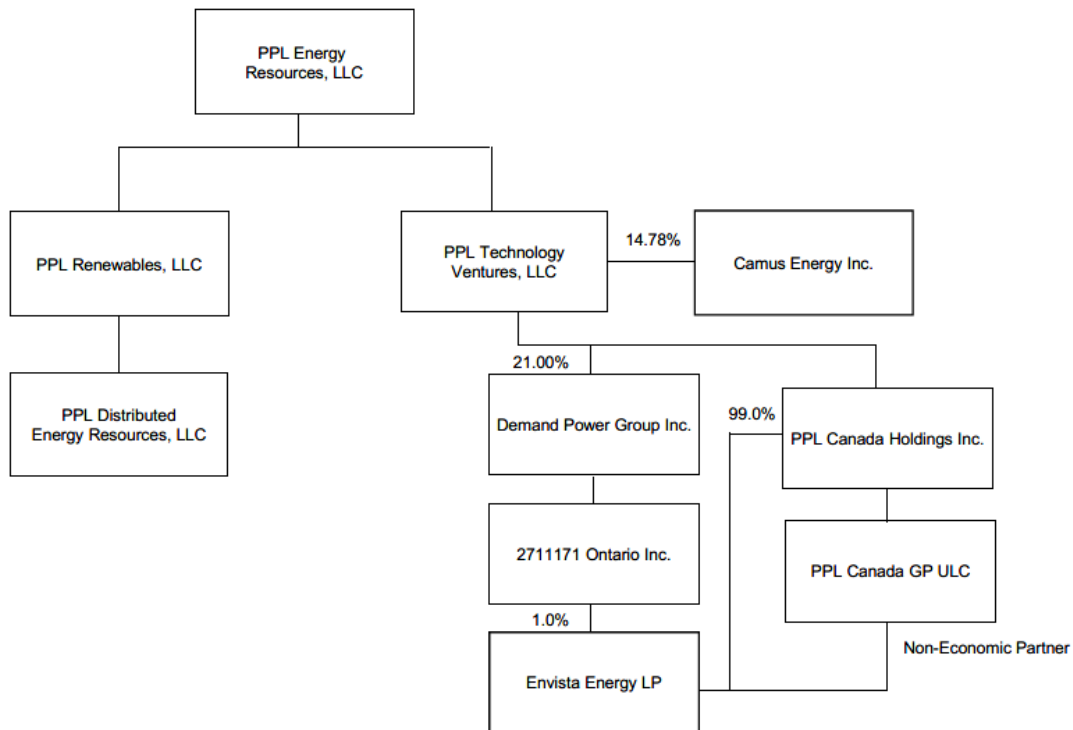 PPL Energy
Resources, LLC
PPL Renewables, LLC
PPL Technology
Ventures, LLC
14.78%
Camus Energy Inc.
PPL Distributed
Energy Resources, LLC
21.00%
Demand Power Group Inc.
99.0%
PPL Canada Holdings Inc.
2711171 Ontario Inc.
PPL Canada GP ULC
1.0%
Envista Energy LP
Non-Economic Partner